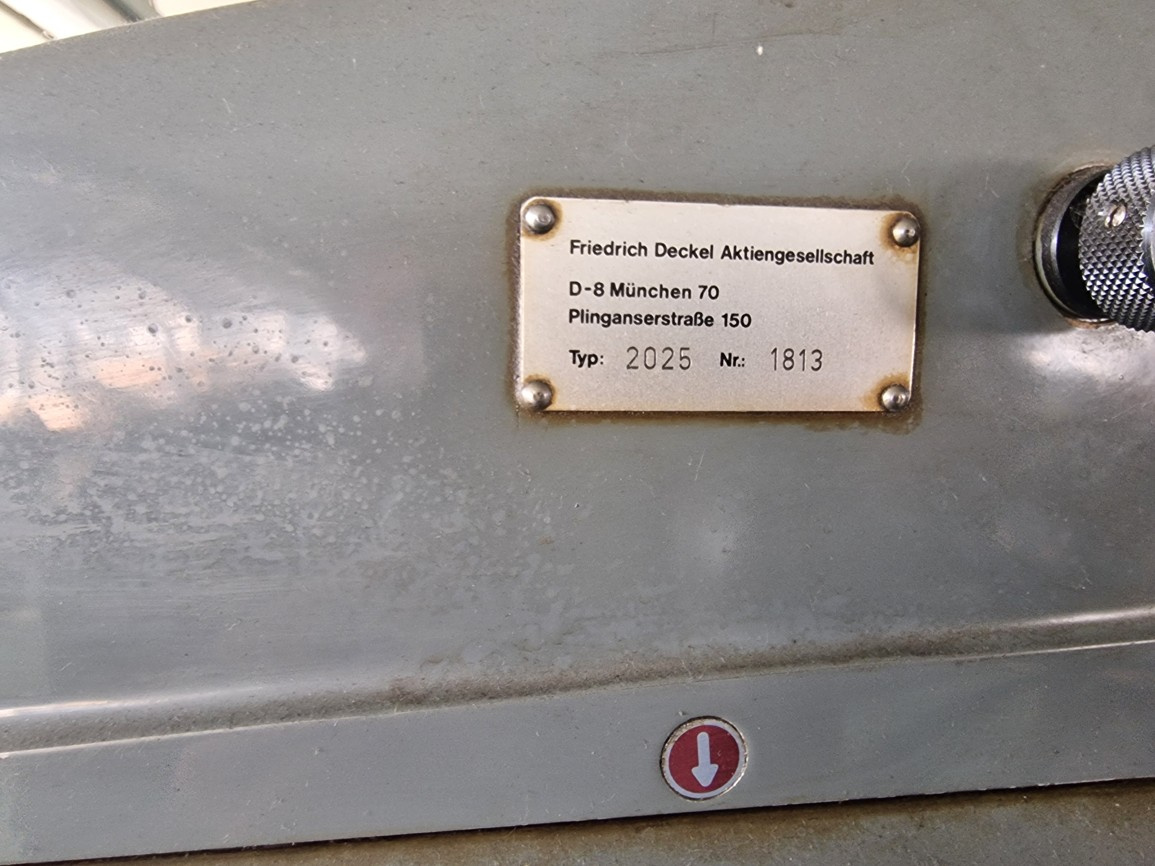 Friedrich Deckel Aktiengesellschaft
D-8 München 70
Plinganserstraße 150
Typ: 2025 Nr.: 1813